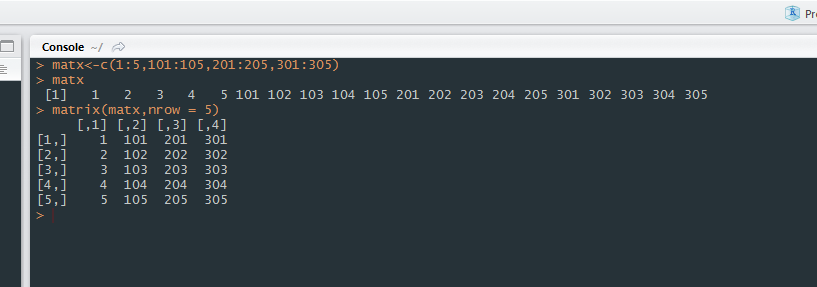 Pr
Console ~/
> matx<-c(1:5,101:105,201:205,301:305)
> matx
 [1]   1   2   3   4   5 101 102 103 104 105 201 202 203 204 205 301 302 303 304 305
> matrix(matx,nrow = 5)
     [,1] [,2] [,3] [,4]
[1,]    1  101  201  301
[2,]    2  102  202  302
[3,]    3  103  203  303
[4,]    4  104  204  304
[5,]    5  105  205  305
>